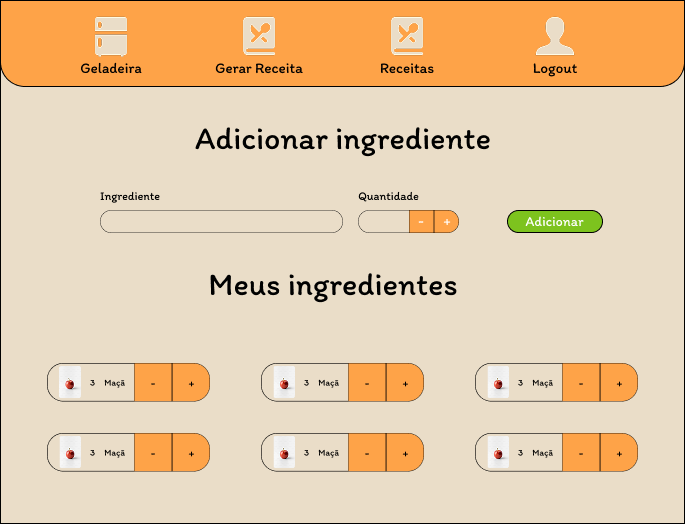 Geladeira Gerar Receita Receitas Logout
Adicionar ingrediente
Ingrediente Quantidade
- + Adicionar
Meus ingredientes
3 Maçã - + 3 Maçã - + 3 Maçã - +
3 Maçã - + 3 Maçã - + 3 Maçã - +